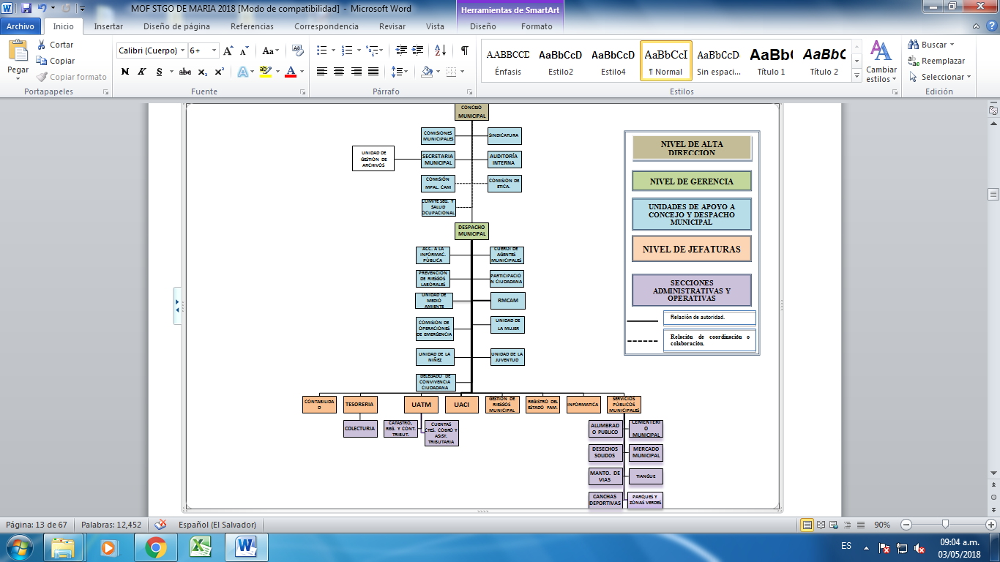 MOF STGO DE MARIA 2018 [Modo de compatibilidad] - Microsoft Word
Herramientas de SmartArt
Archivo Inicio Insertar Diseño de página Referencias Correspondencia Revisar Vista Diseño Formato
Pegar
Cortar
Copiar
Copiar formato
Portapapeles
Calibri (Cuerpo) 6+
Fuente
Párrafo
AABBCCD AaBbCcD AaBbCcD AaBbCcI AaBbCcD AaBb( AaBbCc
Énfasis Estilo2 Estilo4 ¶ Normal Sin espaci... Título 1 Título 2
Cambiar
estilos
Estilos
Buscar
Reemplazar
Seleccionar
Edición
CONCEJO
MUNICIPAL
COMISIONES
MUNICIPALES
SINDICATURA
UNIDAD DE
GESTIÓN DE
ARCHIVOS
SECRETARIA
MUNICIPAL
AUDITORÍA
INTERNA
COMISIÓN
MPAL. CAM
COMISIÓN DE
ETICA.
COMITE SEG. Y
SALUD
OCUPACIONAL
DESPACHO
MUNICIPAL
ACC. A LA
INFORMAC.
PÚBLICA
CUEROI DE
AGENTES
MUNICIPALES
PREVENCIÓN
DE RIESGOS
LABORALES
PARTICIPACIO
N CIUDADANA
UNIDAD DE
MEDIO
AMIENTE
RMCAM
COMISIÓN DE
OPERACIONES
DE EMERGENCIA
UNIDAD DE
LA MUJER
UNIDAD DE LA
NIÑEZ
UNIDAD DE LA
JUVENTUD
DELEGADO DE
CONVIVENCIA
CIUDADANA
CONTABILIDA
D
TESORERIA
UATM
UACI
GESTIÓN DE
RIESGOS
MUNICIPAL
REGISTRO DEL
ESTADO FAM.
INFORMATICA
SERVICIOS
PÚBLICOS
MUNICIPALES
COLECTURIA
CATASTRO,
REG. Y CONT.
TRIBUT.
CUENTAS
CTES. COBRO Y
ASIST.
TRIBUTARIA
ALUMBRAD
O PUBLICO
CEMENTERI
O
MUNICIPAL
DESECHOS
SOLIDOS
MERCADO
MUNICIPAL
MANTO. DE
VIAS
TIANGUE
CANCHAS
DEPORTIVAS
PARQUES Y
ZONAS VERDES
NIVEL DE ALTA
DIRECCIÓN
NIVEL DE GERENCIA
UNIDADES DE APOYO A
CONCEJO Y DESPACHO
MUNICIPAL
NIVEL DE JEFATURAS
SECCIONES
ADMINISTRATIVAS Y
OPERATIVAS
Relación de autoridad.
Relación de coordinación o
colaboración.
Página: 13 de 67 Palabras: 12,452 Español (El Salvador) 90%
ES
09:04 a.m.
03/05/2018